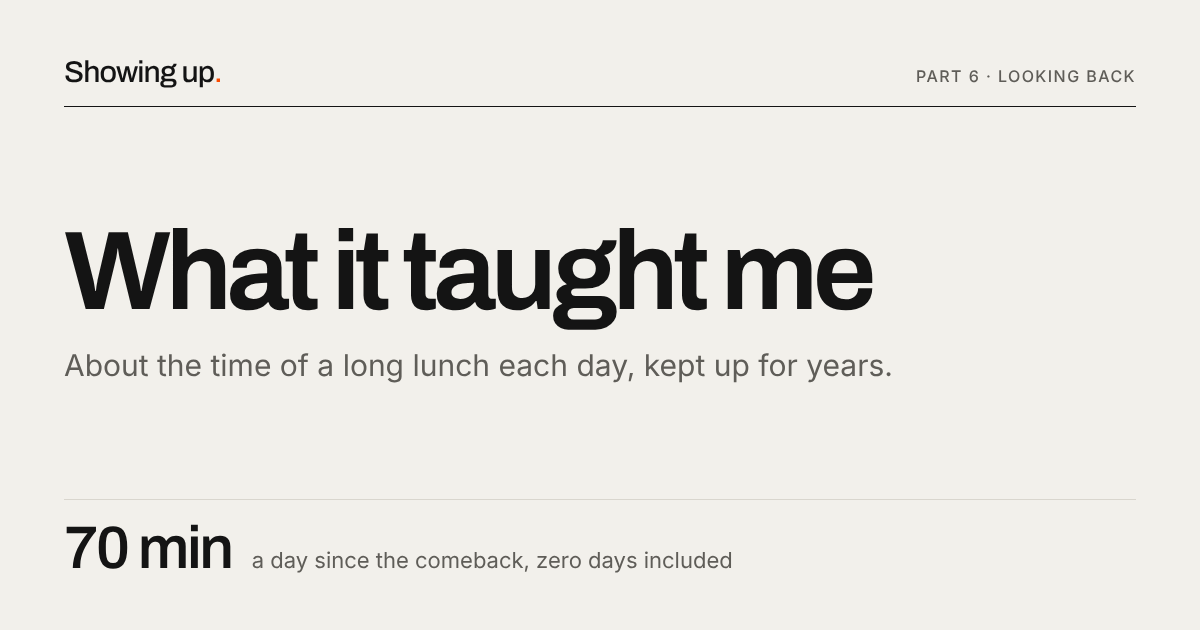 Showing up.
PART 6 · LOOKING BACK
What it taught me
About the time of a long lunch each day, kept up for years.
70 min a day since the comeback, zero days included